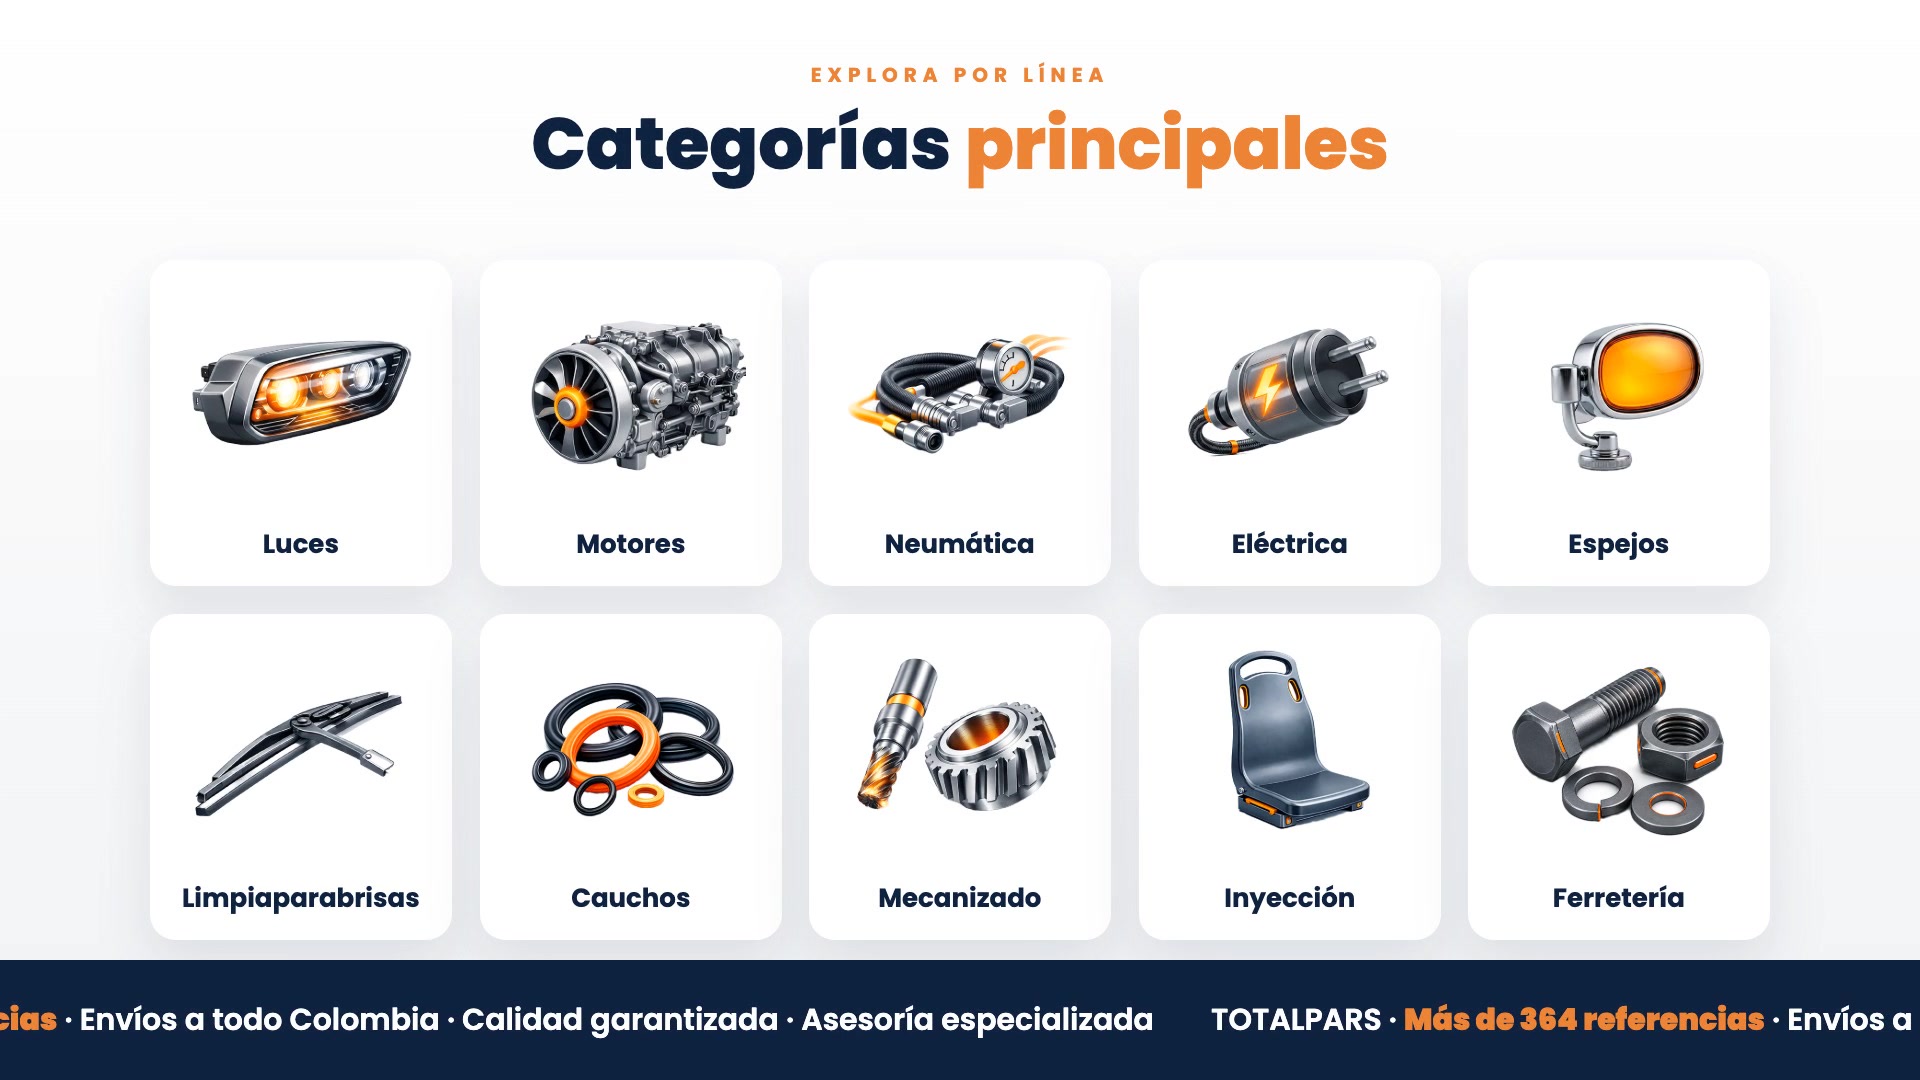 EXPLORA POR LÍNEA
Categorías principales
Luces
Motores
Neumática
Eléctrica
Espejos
Limpiaparabrisas
Cauchos
Mecanizado
Inyección
Ferretería
cias · Envíos a todo Colombia · Calidad garantizada · Asesoría especializada TOTALPARS · Más de 364 referencias · Envíos a